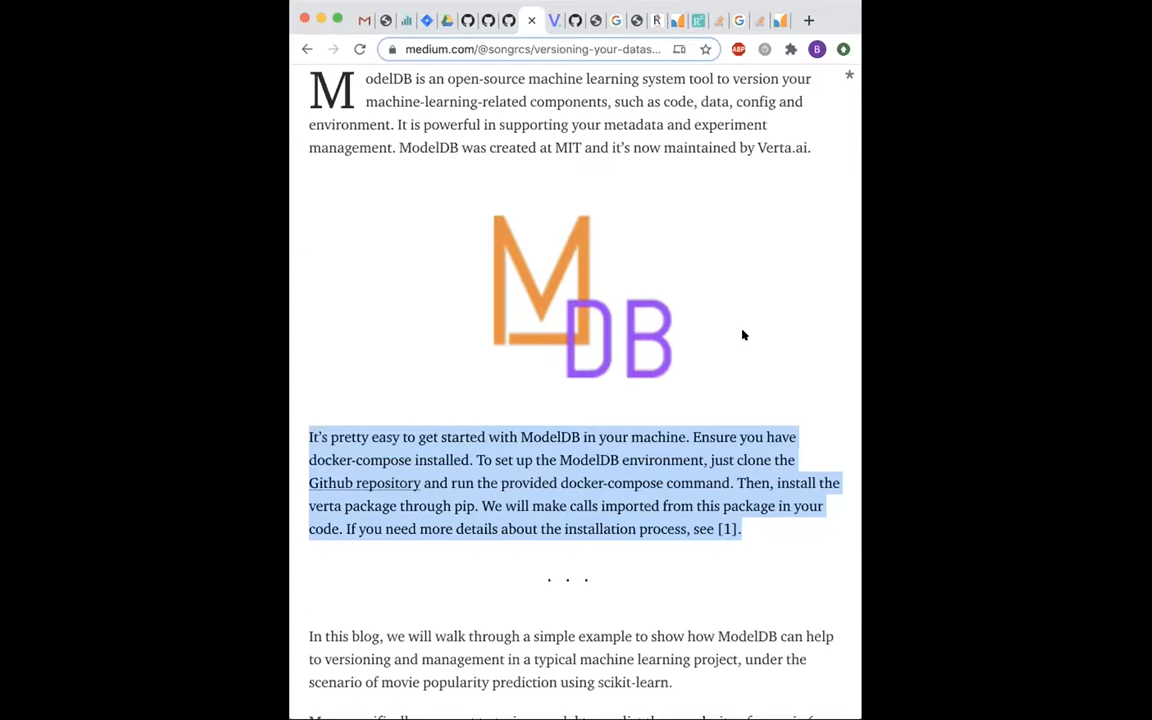 medium.com/@songrcs/versioning-your-datas...
ABP
B
ModelDB is an open-source machine learning system tool to version your
machine-learning-related components, such as code, data, config and
environment. It is powerful in supporting your metadata and experiment
management. ModelDB was created at MIT and it's now maintained by Verta.ai.
M
DB
It's pretty easy to get started with ModelDB in your machine. Ensure you have
docker-compose installed. To set up the ModelDB environment, just clone the
Github repository and run the provided docker-compose command. Then, install the
verta package through pip. We will make calls imported from this package in your
code. If you need more details about the installation process, see [1].
. . .
In this blog, we will walk through a simple example to show how ModelDB can help
to versioning and management in a typical machine learning project, under the
scenario of movie popularity prediction using scikit-learn.